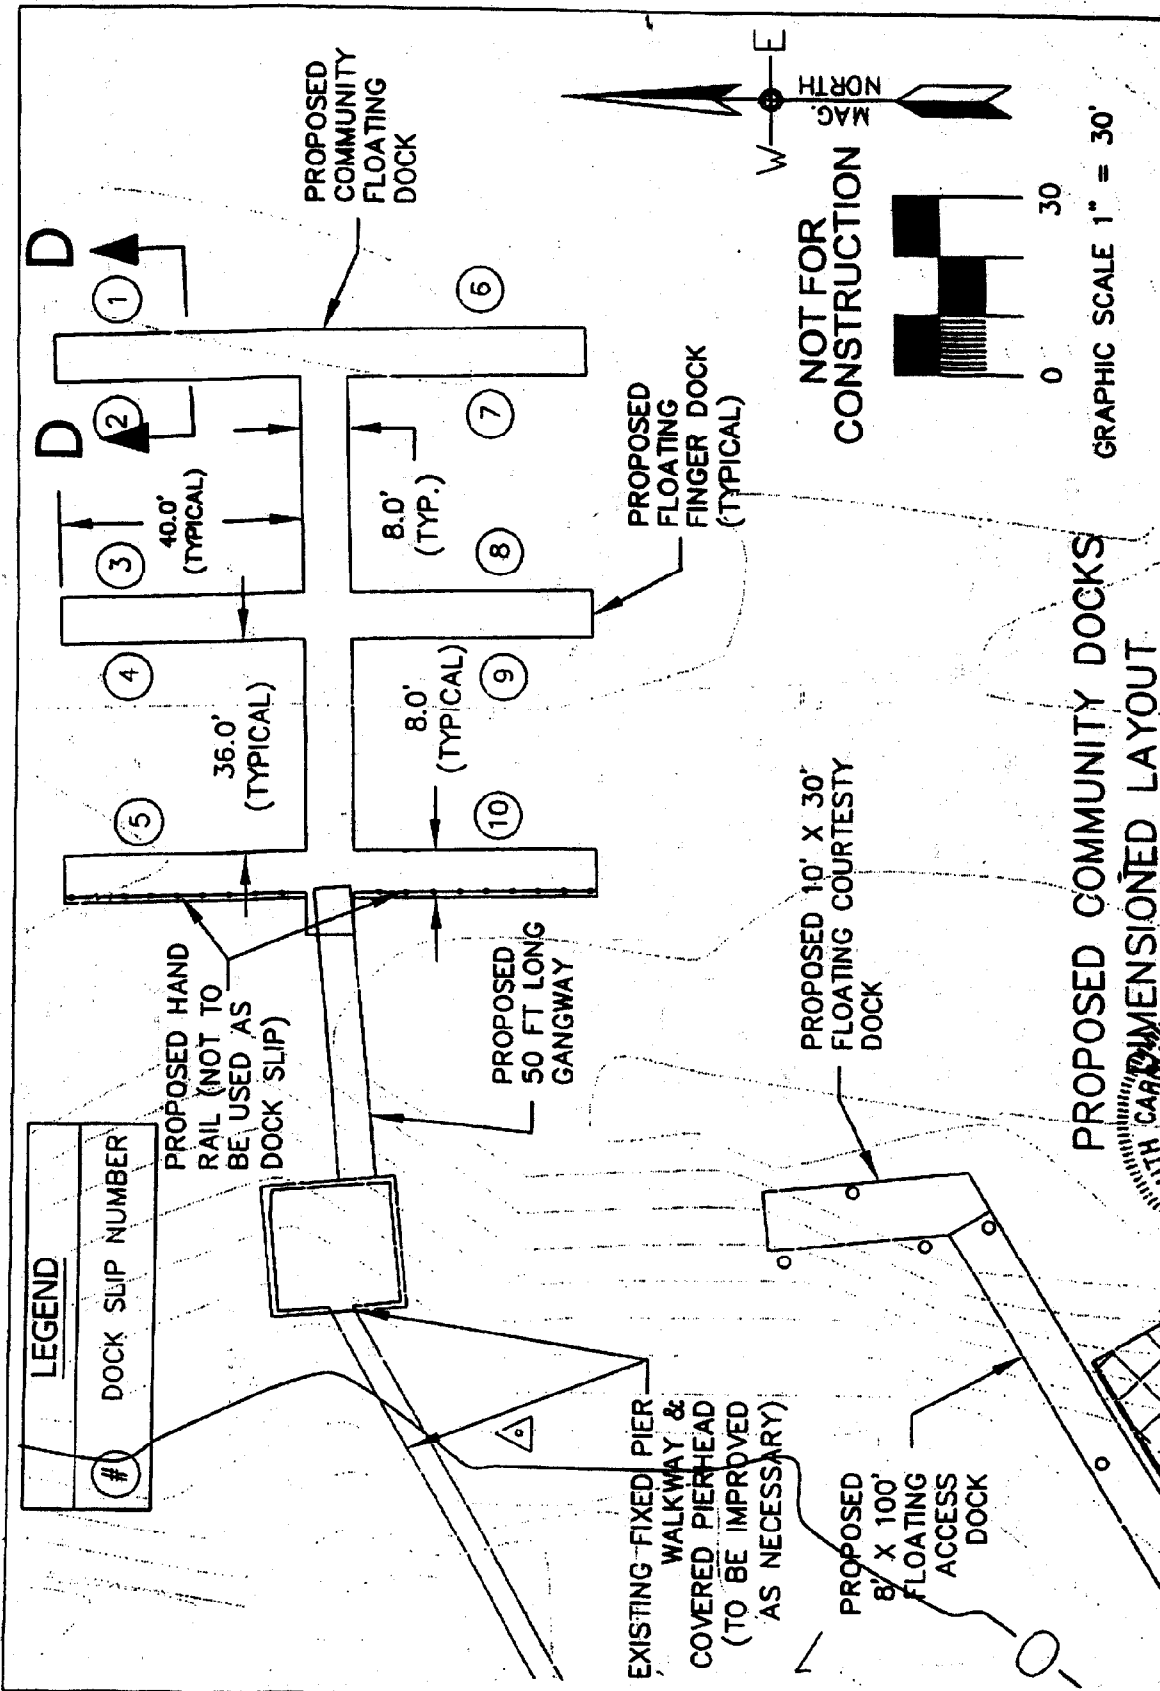 LEGEND
# DOCK SLIP NUMBER
D
D
1
2
3
4
5
6
7
8
9
10
40.0'
(TYPICAL)
36.0'
(TYPICAL)
8.0'
(TYP.)
8.0'
(TYPICAL)
PROPOSED
COMMUNITY
FLOATING
DOCK
PROPOSED HAND
RAIL (NOT TO
BE USED AS
DOCK SLIP)
PROPOSED
50 FT LONG
GANGWAY
PROPOSED
FLOATING
FINGER DOCK
(TYPICAL)
EXISTING FIXED PIER
WALKWAY &
COVERED PIERHEAD
(TO BE IMPROVED
AS NECESSARY)
PROPOSED 10' X 30'
FLOATING COURTESTY
DOCK
PROPOSED
8' X 100'
FLOATING
ACCESS
DOCK
W E
MAG.
NORTH
NOT FOR
CONSTRUCTION
0 30
GRAPHIC SCALE 1" = 30'
PROPOSED COMMUNITY DOCKS
DIMENSIONED LAYOUT